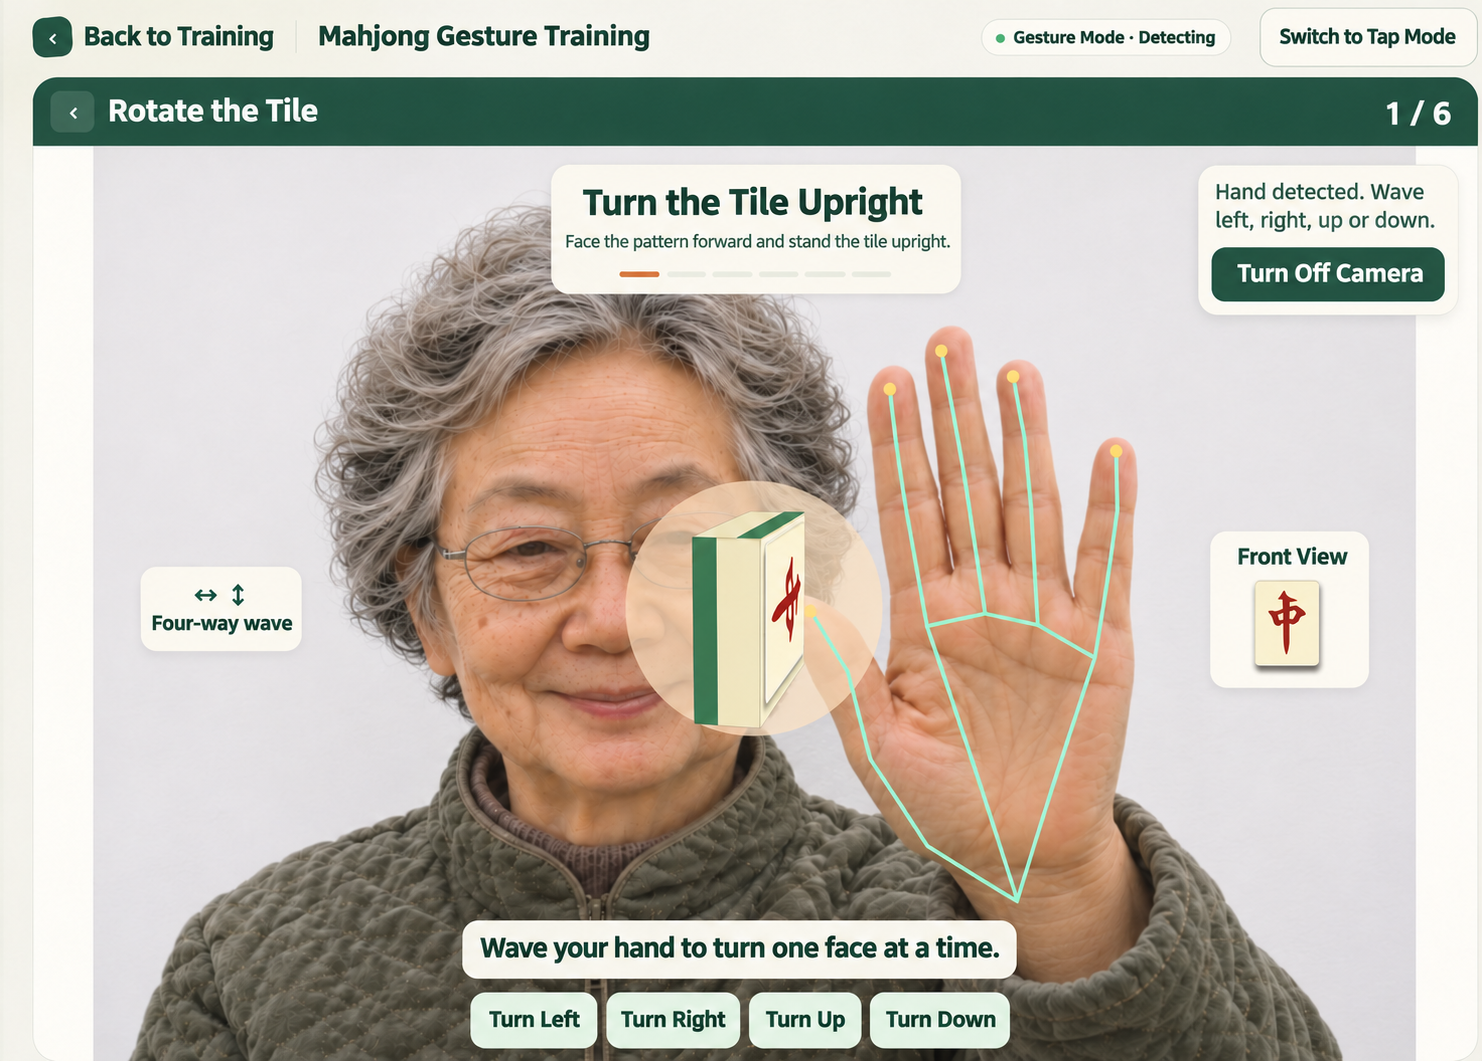 Back to Training
Mahjong Gesture Training
Gesture Mode · Detecting
Switch to Tap Mode
Rotate the Tile
1 / 6
Turn the Tile Upright
Face the pattern forward and stand the tile upright.
Hand detected. Wave
left, right, up or down.
Turn Off Camera
Four-way wave
中
Front View
中
Wave your hand to turn one face at a time.
Turn Left
Turn Right
Turn Up
Turn Down